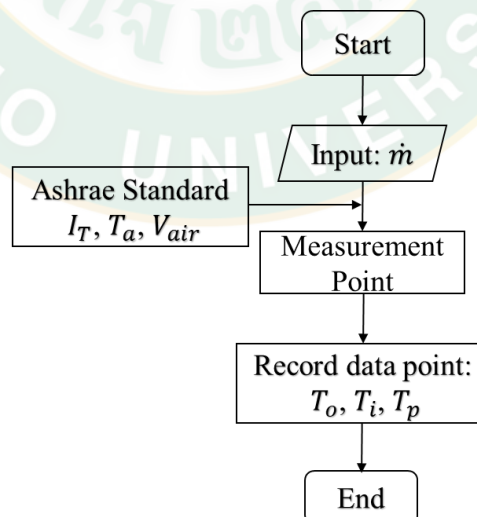 Start
Input: ṁ
Ashrae Standard
I_T, T_a, V_air
Measurement
Point
Record data point:
T_o, T_i, T_p
End